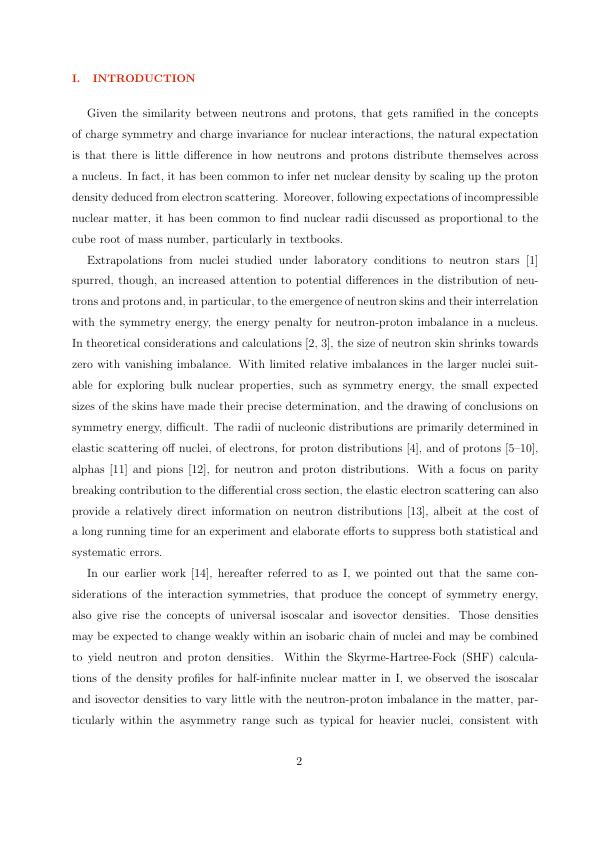 I. INTRODUCTION
Given the similarity between neutrons and protons, that gets ramified in the concepts
of charge symmetry and charge invariance for nuclear interactions, the natural expectation
is that there is little difference in how neutrons and protons distribute themselves across
a nucleus. In fact, it has been common to infer net nuclear density by scaling up the proton
density deduced from electron scattering. Moreover, following expectations of incompressible
nuclear matter, it has been common to find nuclear radii discussed as proportional to the
cube root of mass number, particularly in textbooks.
Extrapolations from nuclei studied under laboratory conditions to neutron stars [1]
spurred, though, an increased attention to potential differences in the distribution of neu-
trons and protons and, in particular, to the emergence of neutron skins and their interrelation
with the symmetry energy, the energy penalty for neutron-proton imbalance in a nucleus.
In theoretical considerations and calculations [2, 3], the size of neutron skin shrinks towards
zero with vanishing imbalance. With limited relative imbalances in the larger nuclei suit-
able for exploring bulk nuclear properties, such as symmetry energy, the small expected
sizes of the skins have made their precise determination, and the drawing of conclusions on
symmetry energy, difficult. The radii of nucleonic distributions are primarily determined in
elastic scattering off nuclei, of electrons, for proton distributions [4], and of protons [5–10],
alphas [11] and pions [12], for neutron and proton distributions. With a focus on parity
breaking contribution to the differential cross section, the elastic electron scattering can also
provide a relatively direct information on neutron distributions [13], albeit at the cost of
a long running time for an experiment and elaborate efforts to suppress both statistical and
systematic errors.
In our earlier work [14], hereafter referred to as I, we pointed out that the same con-
siderations of the interaction symmetries, that produce the concept of symmetry energy,
also give rise the concepts of universal isoscalar and isovector densities. Those densities
may be expected to change weakly within an isobaric chain of nuclei and may be combined
to yield neutron and proton densities. Within the Skyrme-Hartree-Fock (SHF) calcula-
tions of the density profiles for half-infinite nuclear matter in I, we observed the isoscalar
and isovector densities to vary little with the neutron-proton imbalance in the matter, par-
ticularly within the asymmetry range such as typical for heavier nuclei, consistent with
2